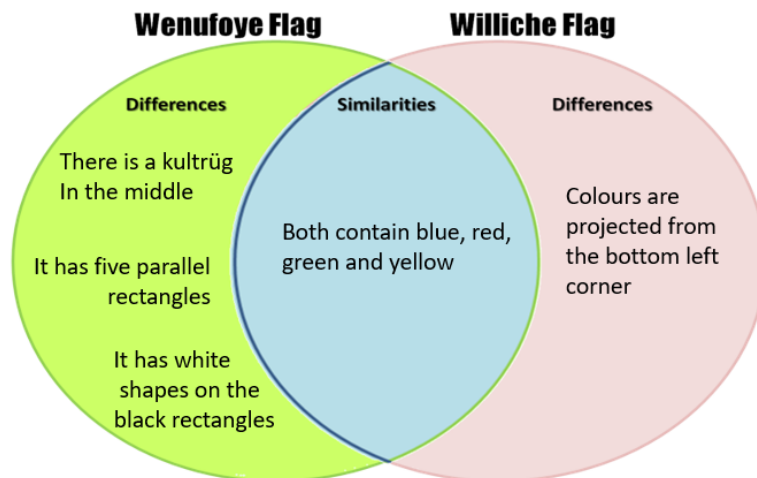 Wenufoye Flag
Williche Flag
Differences
Similarities
Differences
There is a kultrüg
In the middle
It has five parallel
rectangles
It has white
shapes on the
black rectangles
Both contain blue, red,
green and yellow
Colours are
projected from
the bottom left
corner